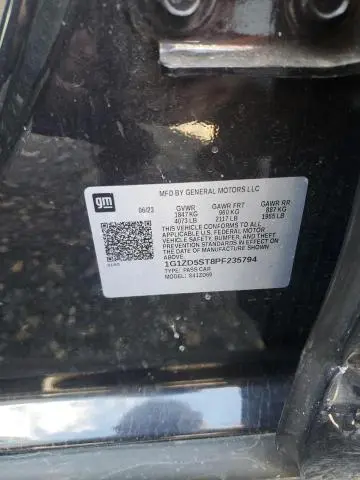 gm
MFD BY GENERAL MOTORS LLC
06/23 GVWR GAWR FRT GAWR RR
1847 KG 960 KG 887 KG
4073 LB 2117 LB 1955 LB
THIS VEHICLE CONFORMS TO ALL
APPLICABLE U.S. FEDERAL MOTOR
VEHICLE SAFETY, BUMPER, AND THEFT
PREVENTION STANDARDS IN EFFECT ON
THE DATE OF MANUFACTURE SHOWN
ABOVE.
1G1ZD5ST8PF235794
TYPE: PASS CAR
MODEL: